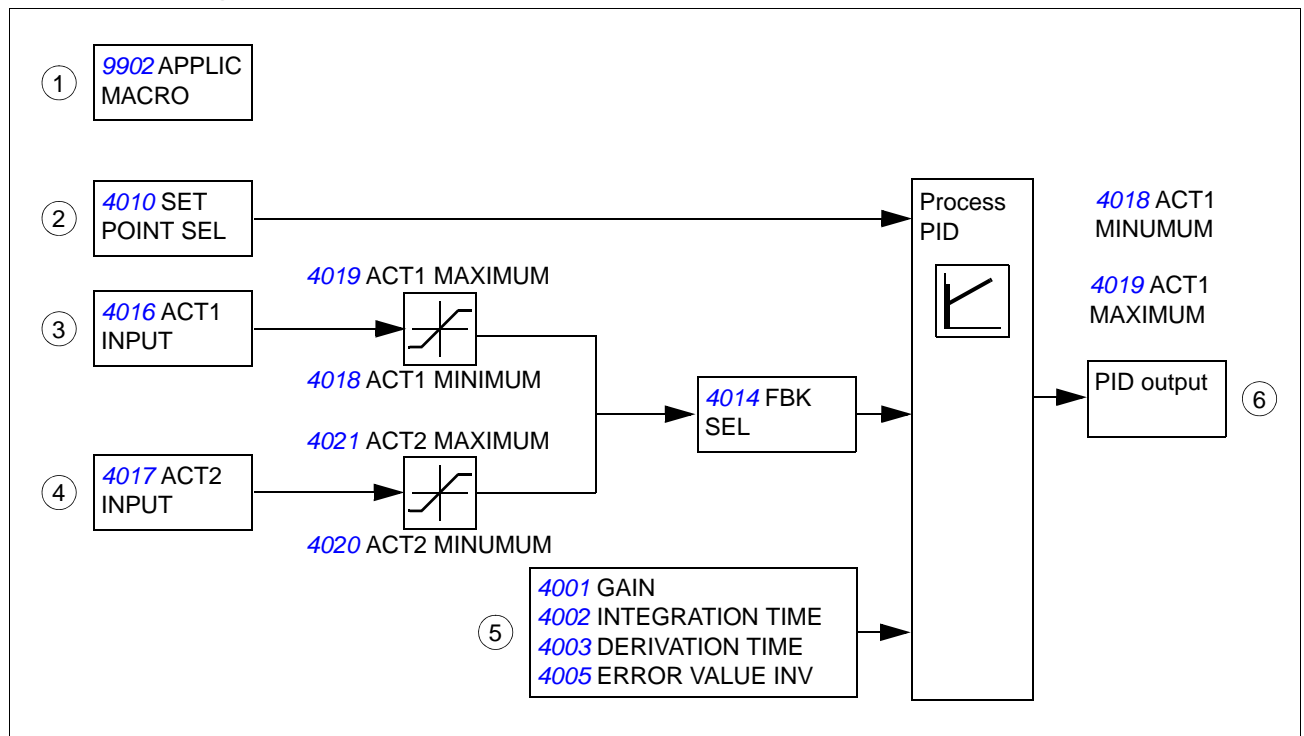 1
9902 APPLIC
MACRO
2
4010 SET
POINT SEL
Process
PID
4018 ACT1
MINUMUM
4019 ACT1 MAXIMUM
4019 ACT1
MAXIMUM
3
4016 ACT1
INPUT
4018 ACT1 MINIMUM
PID output
6
4014 FBK
SEL
4021 ACT2 MAXIMUM
4
4017 ACT2
INPUT
4020 ACT2 MINUMUM
5
4001 GAIN
4002 INTEGRATION TIME
4003 DERIVATION TIME
4005 ERROR VALUE INV